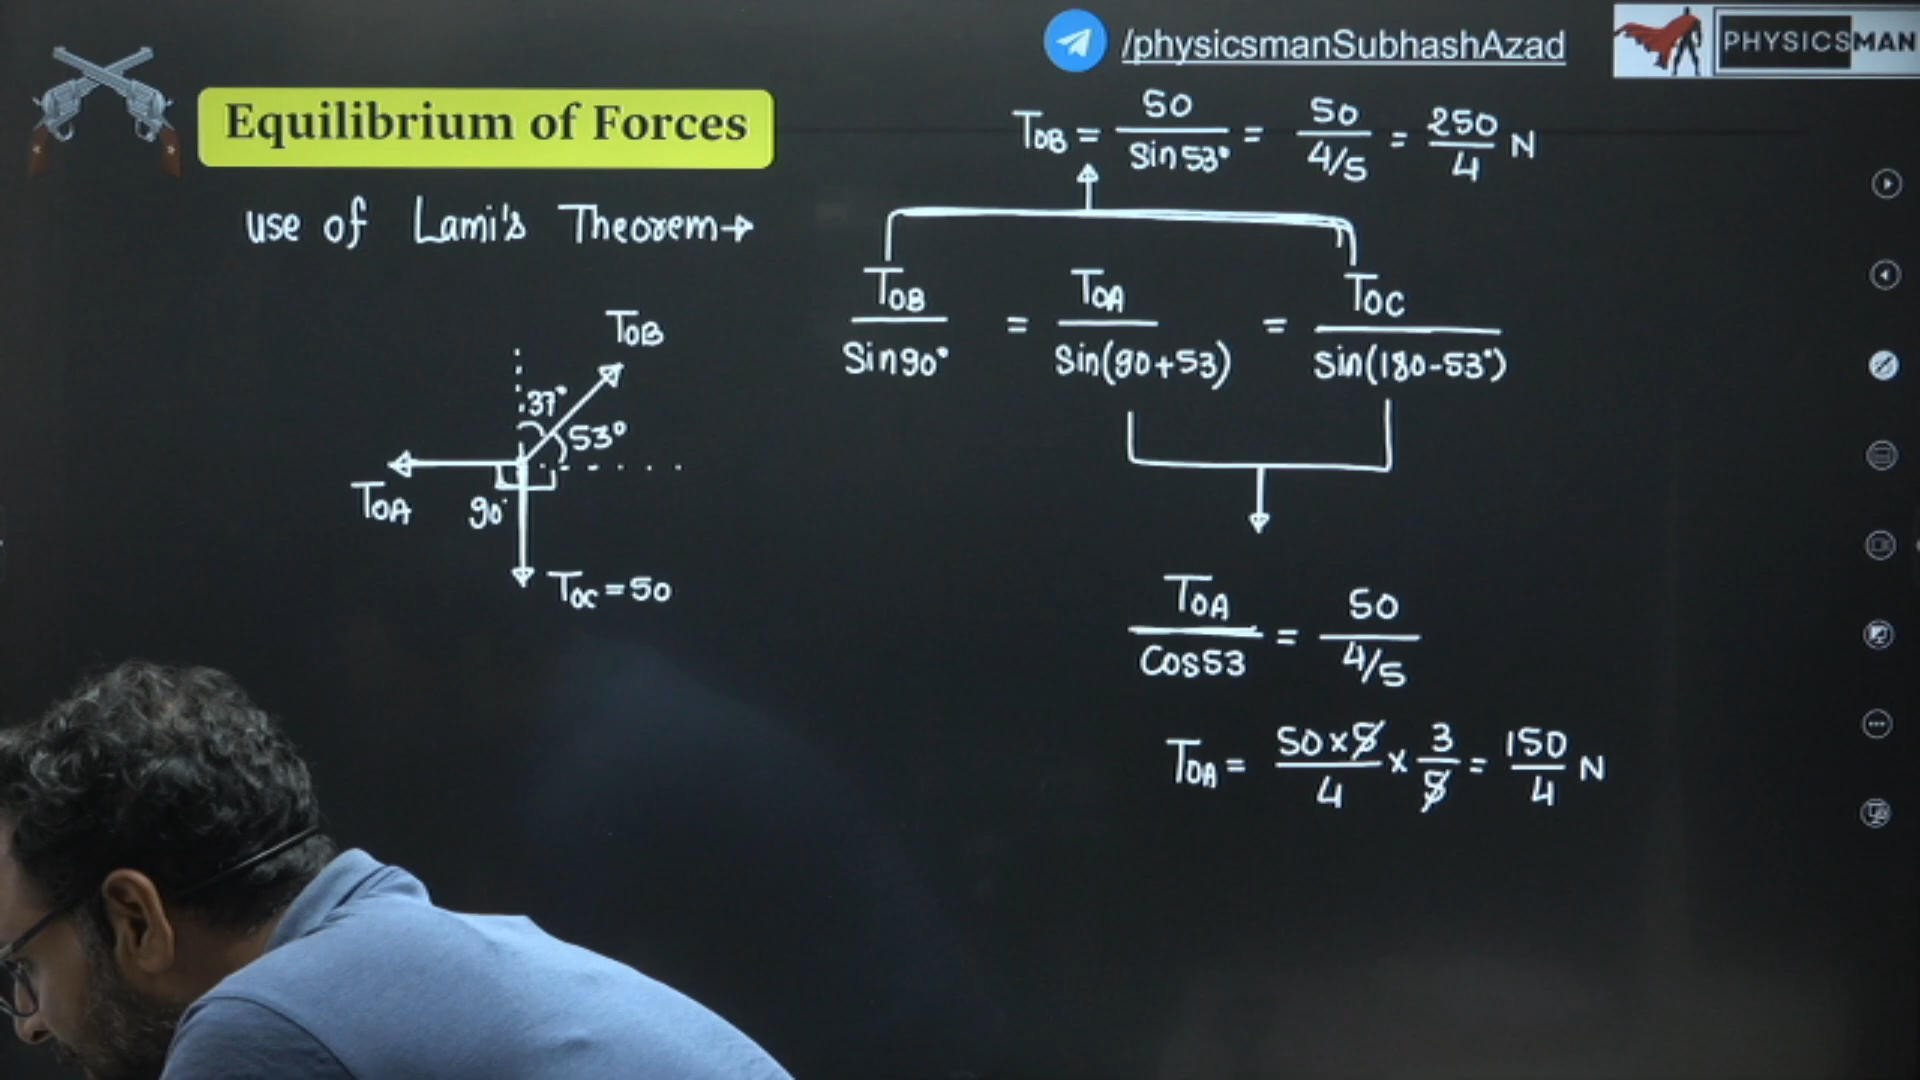 /physicsmanSubhashAzad
PHYSICSMAN
Equilibrium of Forces
TOB = 50/Sin53° = 50/4/5 = 250/4 N
use of Lami's Theorem→
TOB/Sin90° = TOA/Sin(90+53) = TOC/Sin(180-53°)
TOB
37°
53°
TOA
90°
TOC = 50
TOA/Cos53 = 50/4/5
TOA = 50×5/4 × 3/5 = 150/4 N